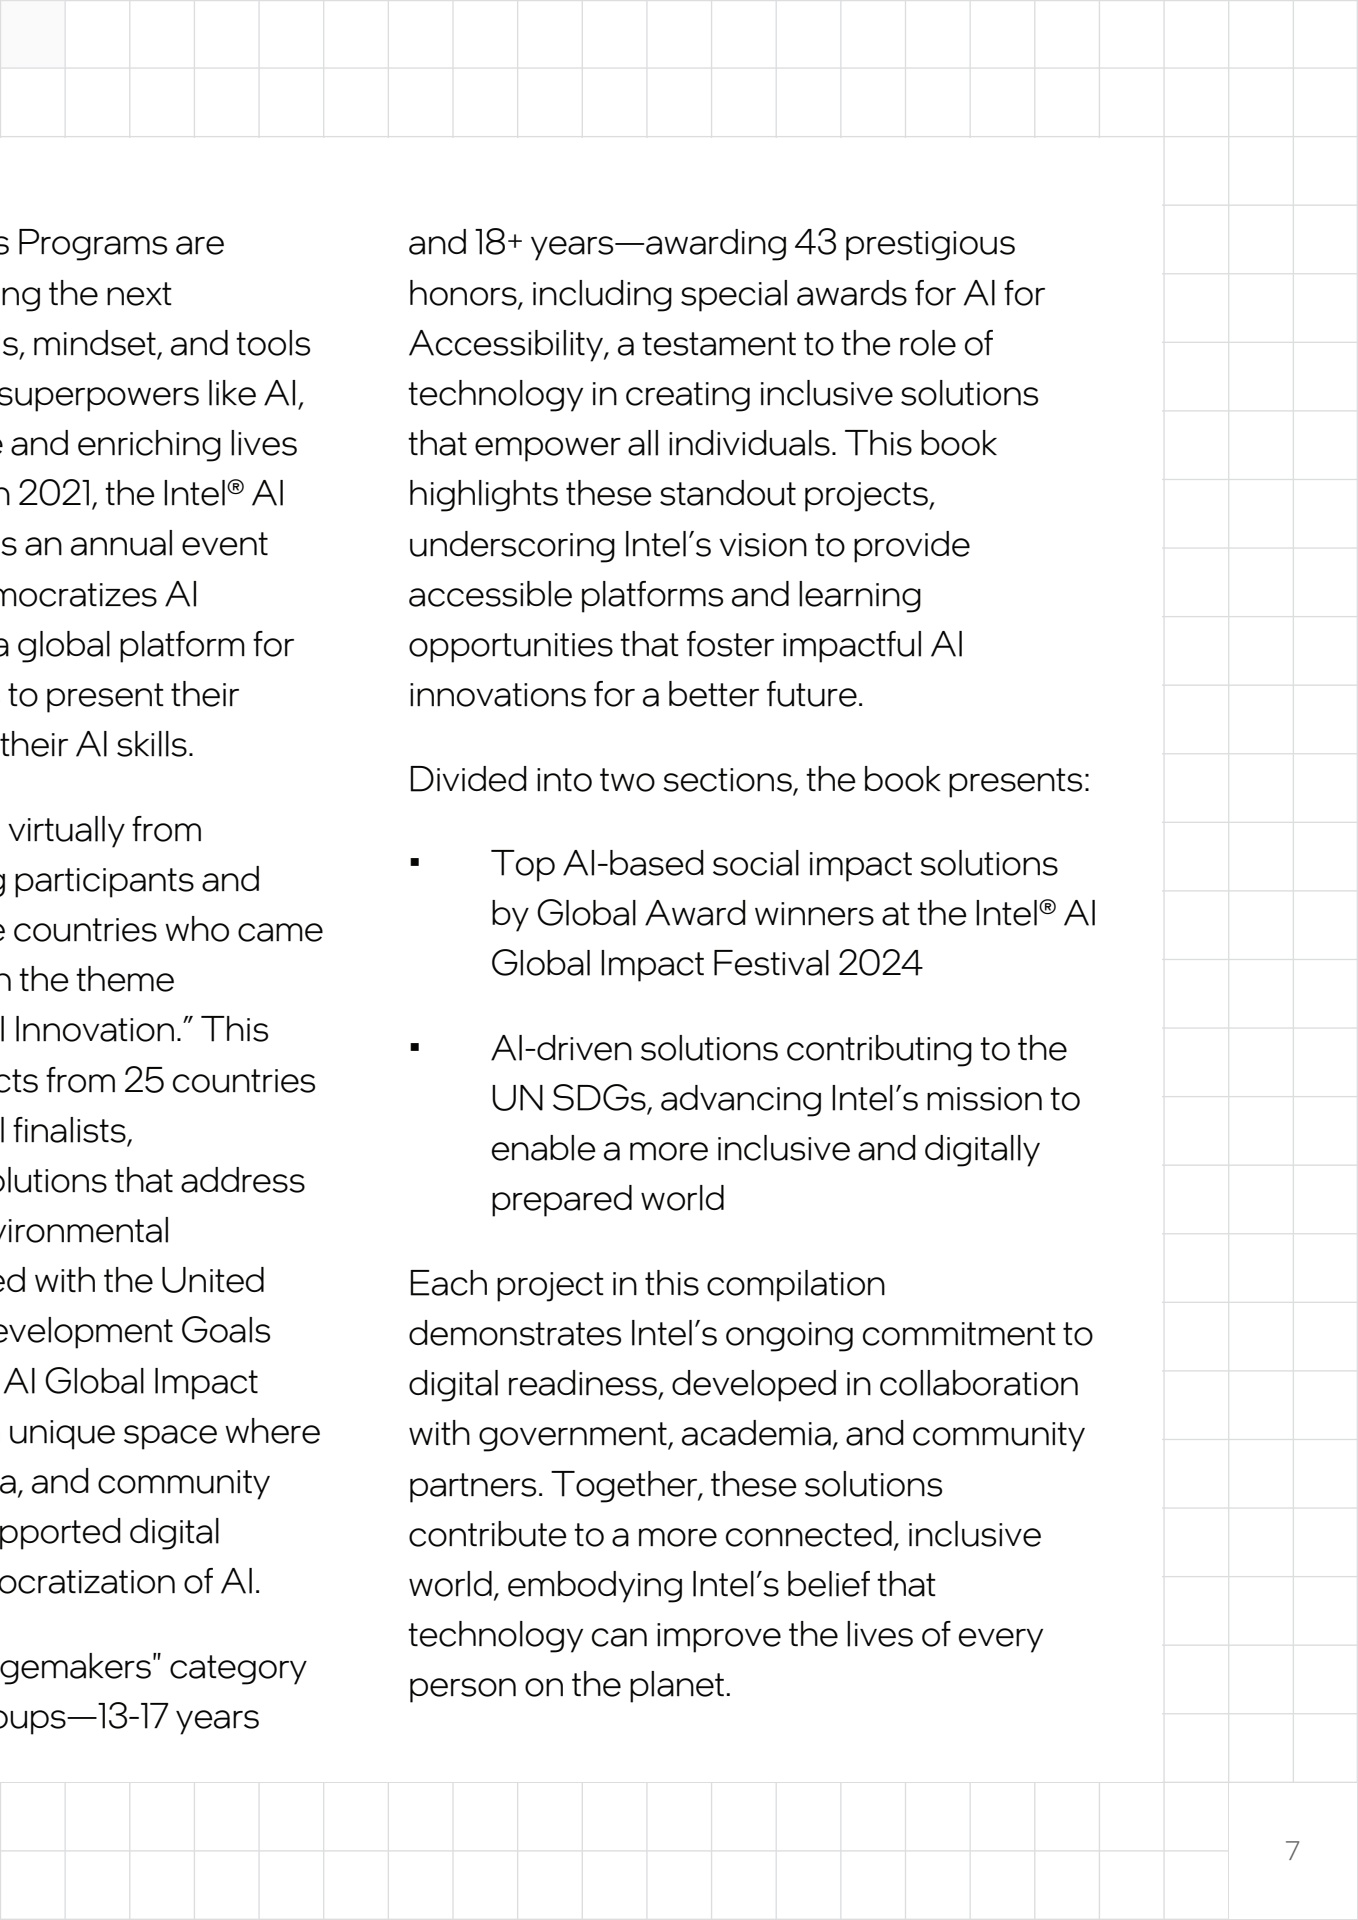 s Programs are
ng the next
s, mindset, and tools
superpowers like AI,
and enriching lives
2021, the Intel® AI
s an annual event
mocratizes AI
a global platform for
to present their
their AI skills.
virtually from
g participants and
countries who came
n the theme
l Innovation.” This
cts from 25 countries
l finalists,
olutions that address
vironmental
ed with the United
evelopment Goals
AI Global Impact
unique space where
a, and community
pported digital
ocratization of AI.
gemakers" category
oups—13-17 years
and 18+ years—awarding 43 prestigious
honors, including special awards for AI for
Accessibility, a testament to the role of
technology in creating inclusive solutions
that empower all individuals. This book
highlights these standout projects,
underscoring Intel’s vision to provide
accessible platforms and learning
opportunities that foster impactful AI
innovations for a better future.
Divided into two sections, the book presents:
▪ Top AI-based social impact solutions
by Global Award winners at the Intel® AI
Global Impact Festival 2024
▪ AI-driven solutions contributing to the
UN SDGs, advancing Intel’s mission to
enable a more inclusive and digitally
prepared world
Each project in this compilation
demonstrates Intel’s ongoing commitment to
digital readiness, developed in collaboration
with government, academia, and community
partners. Together, these solutions
contribute to a more connected, inclusive
world, embodying Intel’s belief that
technology can improve the lives of every
person on the planet.
7